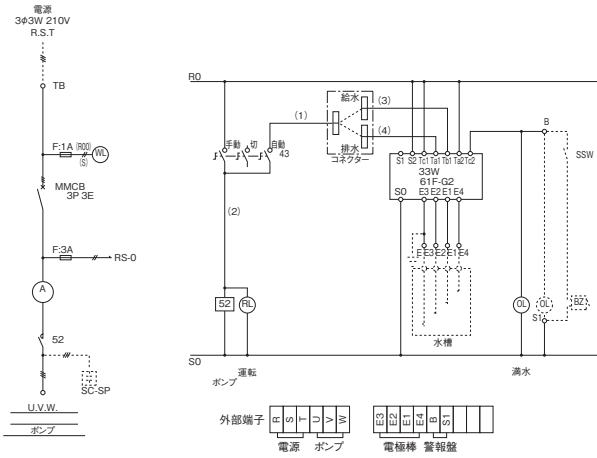 電源
3φ3W 210V
R.S.T
TB
F:1A (R00)
(S)
WL
MMCB
3P 3E
F:3A
RS-0
A
52
SC-SP
U.V.W.
ポンプ
R0
手動
切
自動
43
(1)
(2)
給水
排水
コネクター
(3)
(4)
S1 S2 Tc1 Ta1 Tb1 Ta2 Tc2
33W
61F-G2
S0 E3 E2 E1 E4
E E3 E2 E1 E4
水槽
B
SSW
52
RL
OL
OL
BZ
S1
S0
ポンプ
運転
満水
外部端子
R S T U V W
電源 ポンプ
E3 E2 E1 E4 B S1
電極棒 警報盤